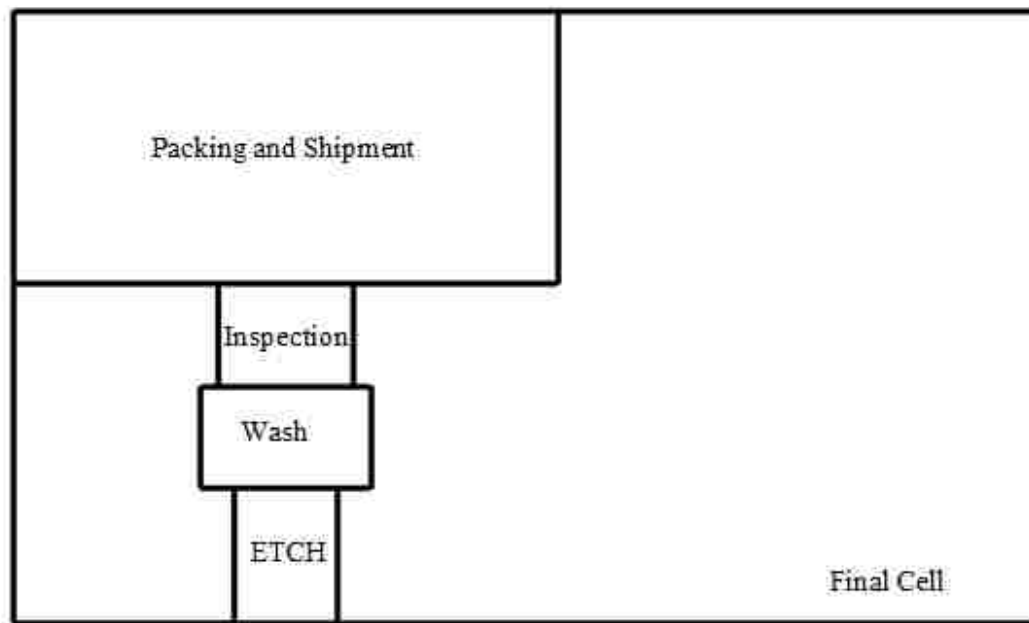 Packing and Shipment
Inspection
Wash
ETCH
Final Cell